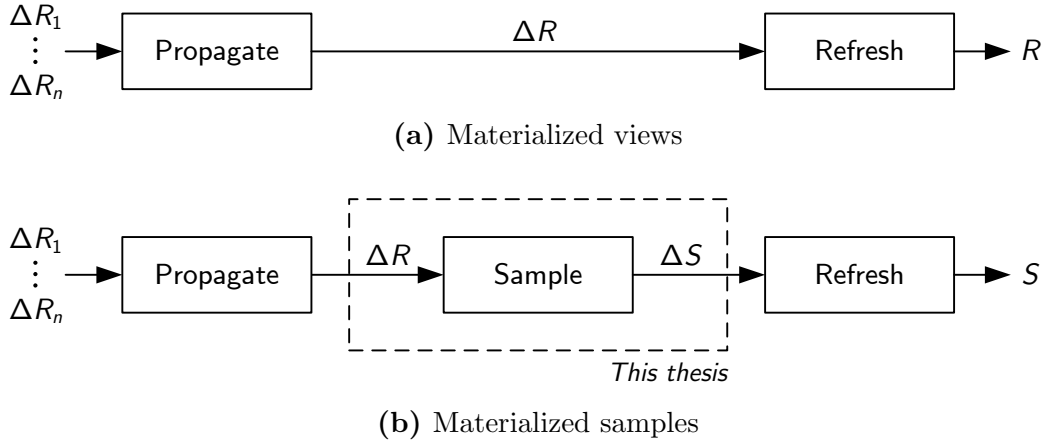 ΔR₁
⋮
ΔRₙ
Propagate
ΔR
Refresh
R
(a) Materialized views
ΔR₁
⋮
ΔRₙ
Propagate
ΔR
Sample
ΔS
Refresh
S
This thesis
(b) Materialized samples